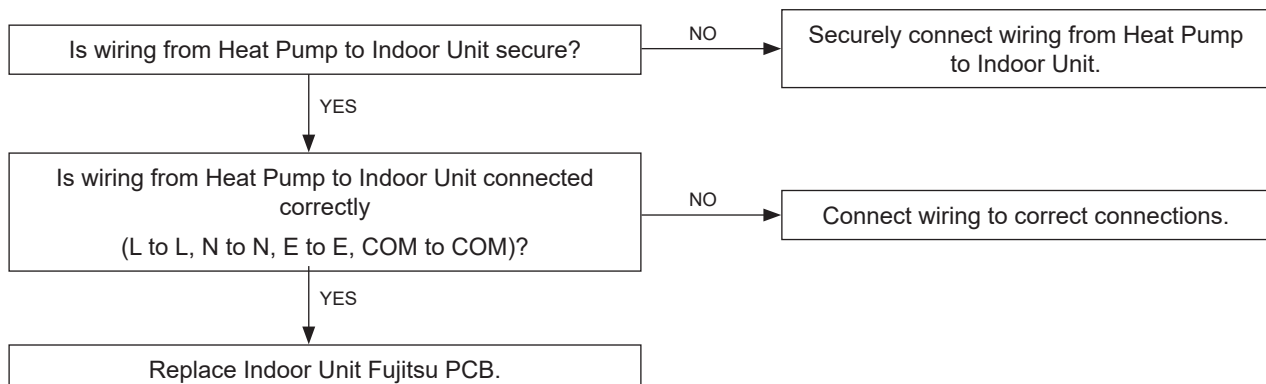 Is wiring from Heat Pump to Indoor Unit secure?
NO
Securely connect wiring from Heat Pump
to Indoor Unit.
YES
Is wiring from Heat Pump to Indoor Unit connected
correctly
(L to L, N to N, E to E, COM to COM)?
NO
Connect wiring to correct connections.
YES
Replace Indoor Unit Fujitsu PCB.